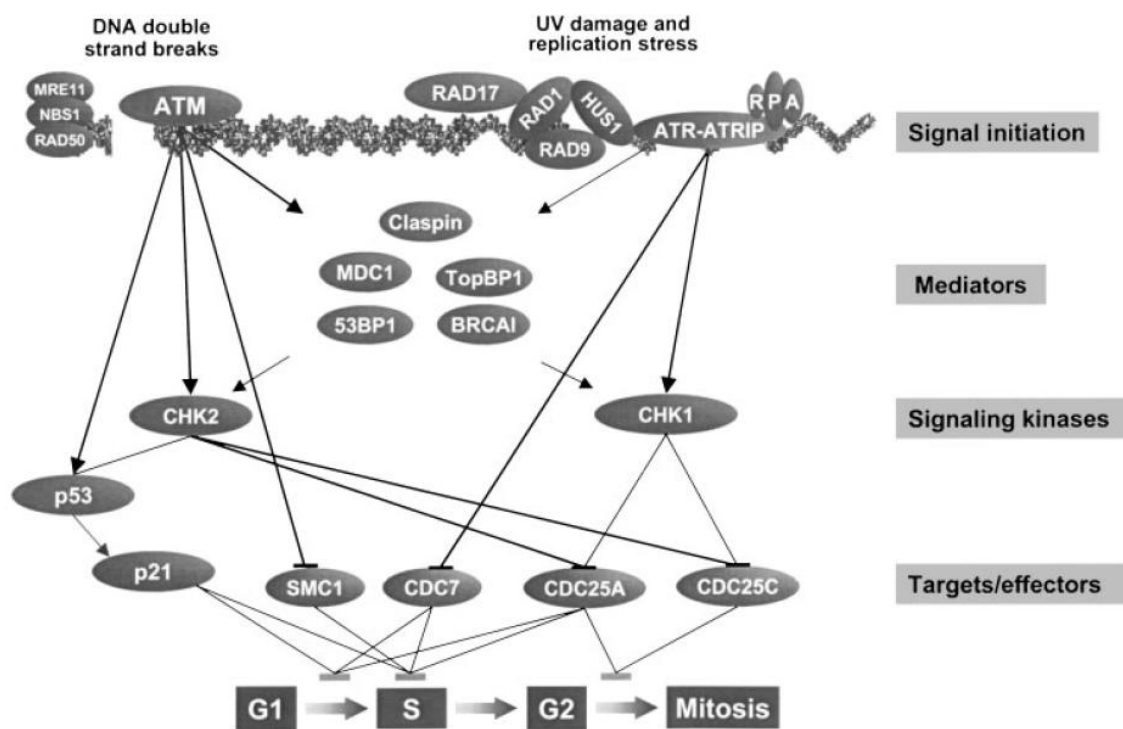 DNA double
strand breaks
UV damage and
replication stress
MRE11
NBS1
RAD50
ATM
RAD17
RAD1
HUS1
RAD9
ATR-ATRIP
R P A
Signal initiation
Claspin
MDC1
TopBP1
53BP1
BRCAI
Mediators
CHK2
CHK1
Signaling kinases
p53
p21
SMC1
CDC7
CDC25A
CDC25C
Targets/effectors
G1
S
G2
Mitosis